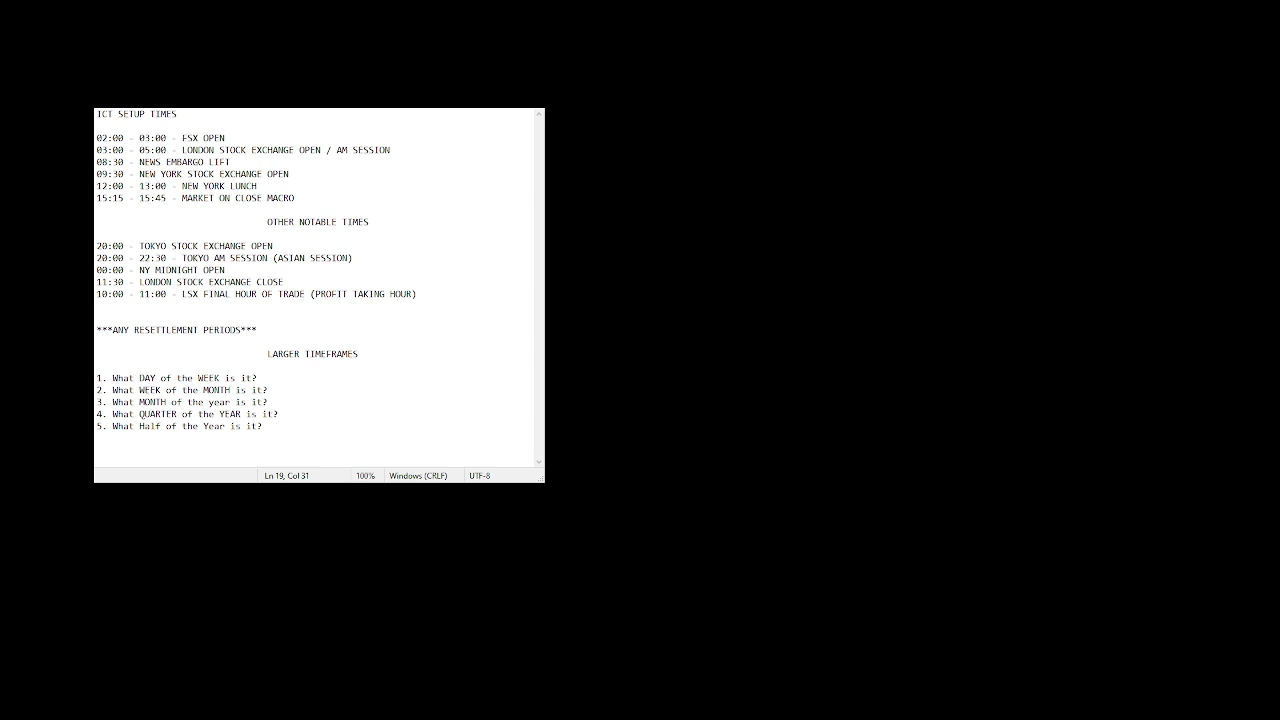 ICT SETUP TIMES
02:00 - 03:00 - FSX OPEN
03:00 - 05:00 - LONDON STOCK EXCHANGE OPEN / AM SESSION
08:30 - NEWS EMBARGO LIFT
09:30 - NEW YORK STOCK EXCHANGE OPEN
12:00 - 13:00 - NEW YORK LUNCH
15:15 - 15:45 - MARKET ON CLOSE MACRO
OTHER NOTABLE TIMES
20:00 - TOKYO STOCK EXCHANGE OPEN
20:00 - 22:30 - TOKYO AM SESSION (ASIAN SESSION)
00:00 - NY MIDNIGHT OPEN
11:30 - LONDON STOCK EXCHANGE CLOSE
10:00 - 11:00 - LSX FINAL HOUR OF TRADE (PROFIT TAKING HOUR)
***ANY RESETTLEMENT PERIODS***
LARGER TIMEFRAMES
1. What DAY of the WEEK is it?
2. What WEEK of the MONTH is it?
3. What MONTH of the year is it?
4. What QUARTER of the YEAR is it?
5. What Half of the Year is it?
Ln 19, Col 31 100% Windows (CRLF) UTF-8